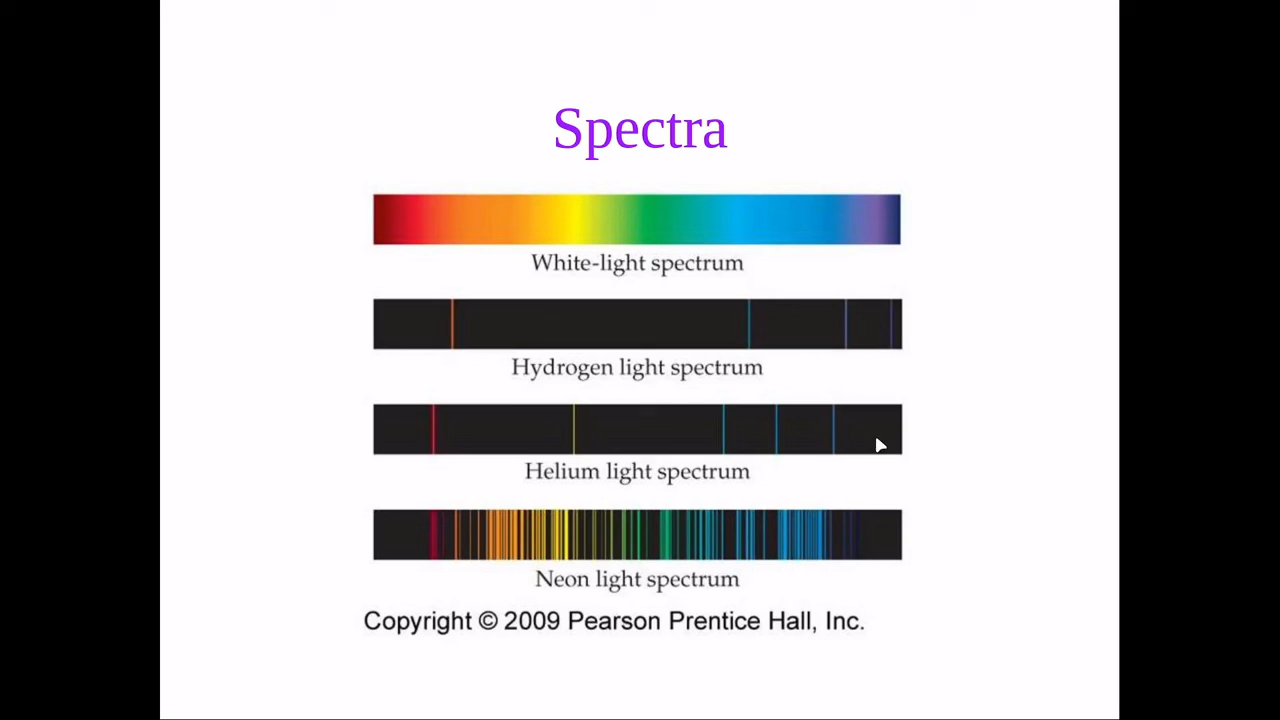 Spectra
White-light spectrum
Hydrogen light spectrum
Helium light spectrum
Neon light spectrum
Copyright © 2009 Pearson Prentice Hall, Inc.